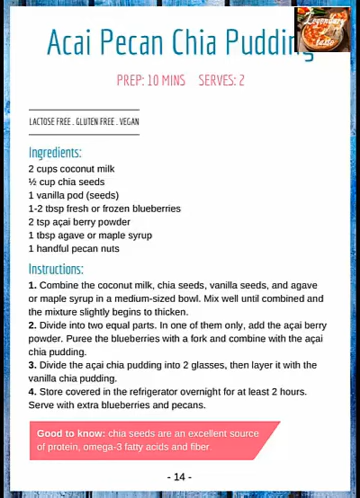 Acai Pecan Chia Pudding
Legendary
taste
PREP: 10 MINS SERVES: 2
LACTOSE FREE . GLUTEN FREE . VEGAN
Ingredients:
2 cups coconut milk
½ cup chia seeds
1 vanilla pod (seeds)
1-2 tbsp fresh or frozen blueberries
2 tsp açai berry powder
1 tbsp agave or maple syrup
1 handful pecan nuts
Instructions:
1. Combine the coconut milk, chia seeds, vanilla seeds, and agave
or maple syrup in a medium-sized bowl. Mix well until combined and
the mixture slightly begins to thicken.
2. Divide into two equal parts. In one of them only, add the açai berry
powder. Puree the blueberries with a fork and combine with the açai
chia pudding.
3. Divide the açai chia pudding into 2 glasses, then layer it with the
vanilla chia pudding.
4. Store covered in the refrigerator overnight for at least 2 hours.
Serve with extra blueberries and pecans.
Good to know: chia seeds are an excellent source
of protein, omega-3 fatty acids and fiber
- 14 -